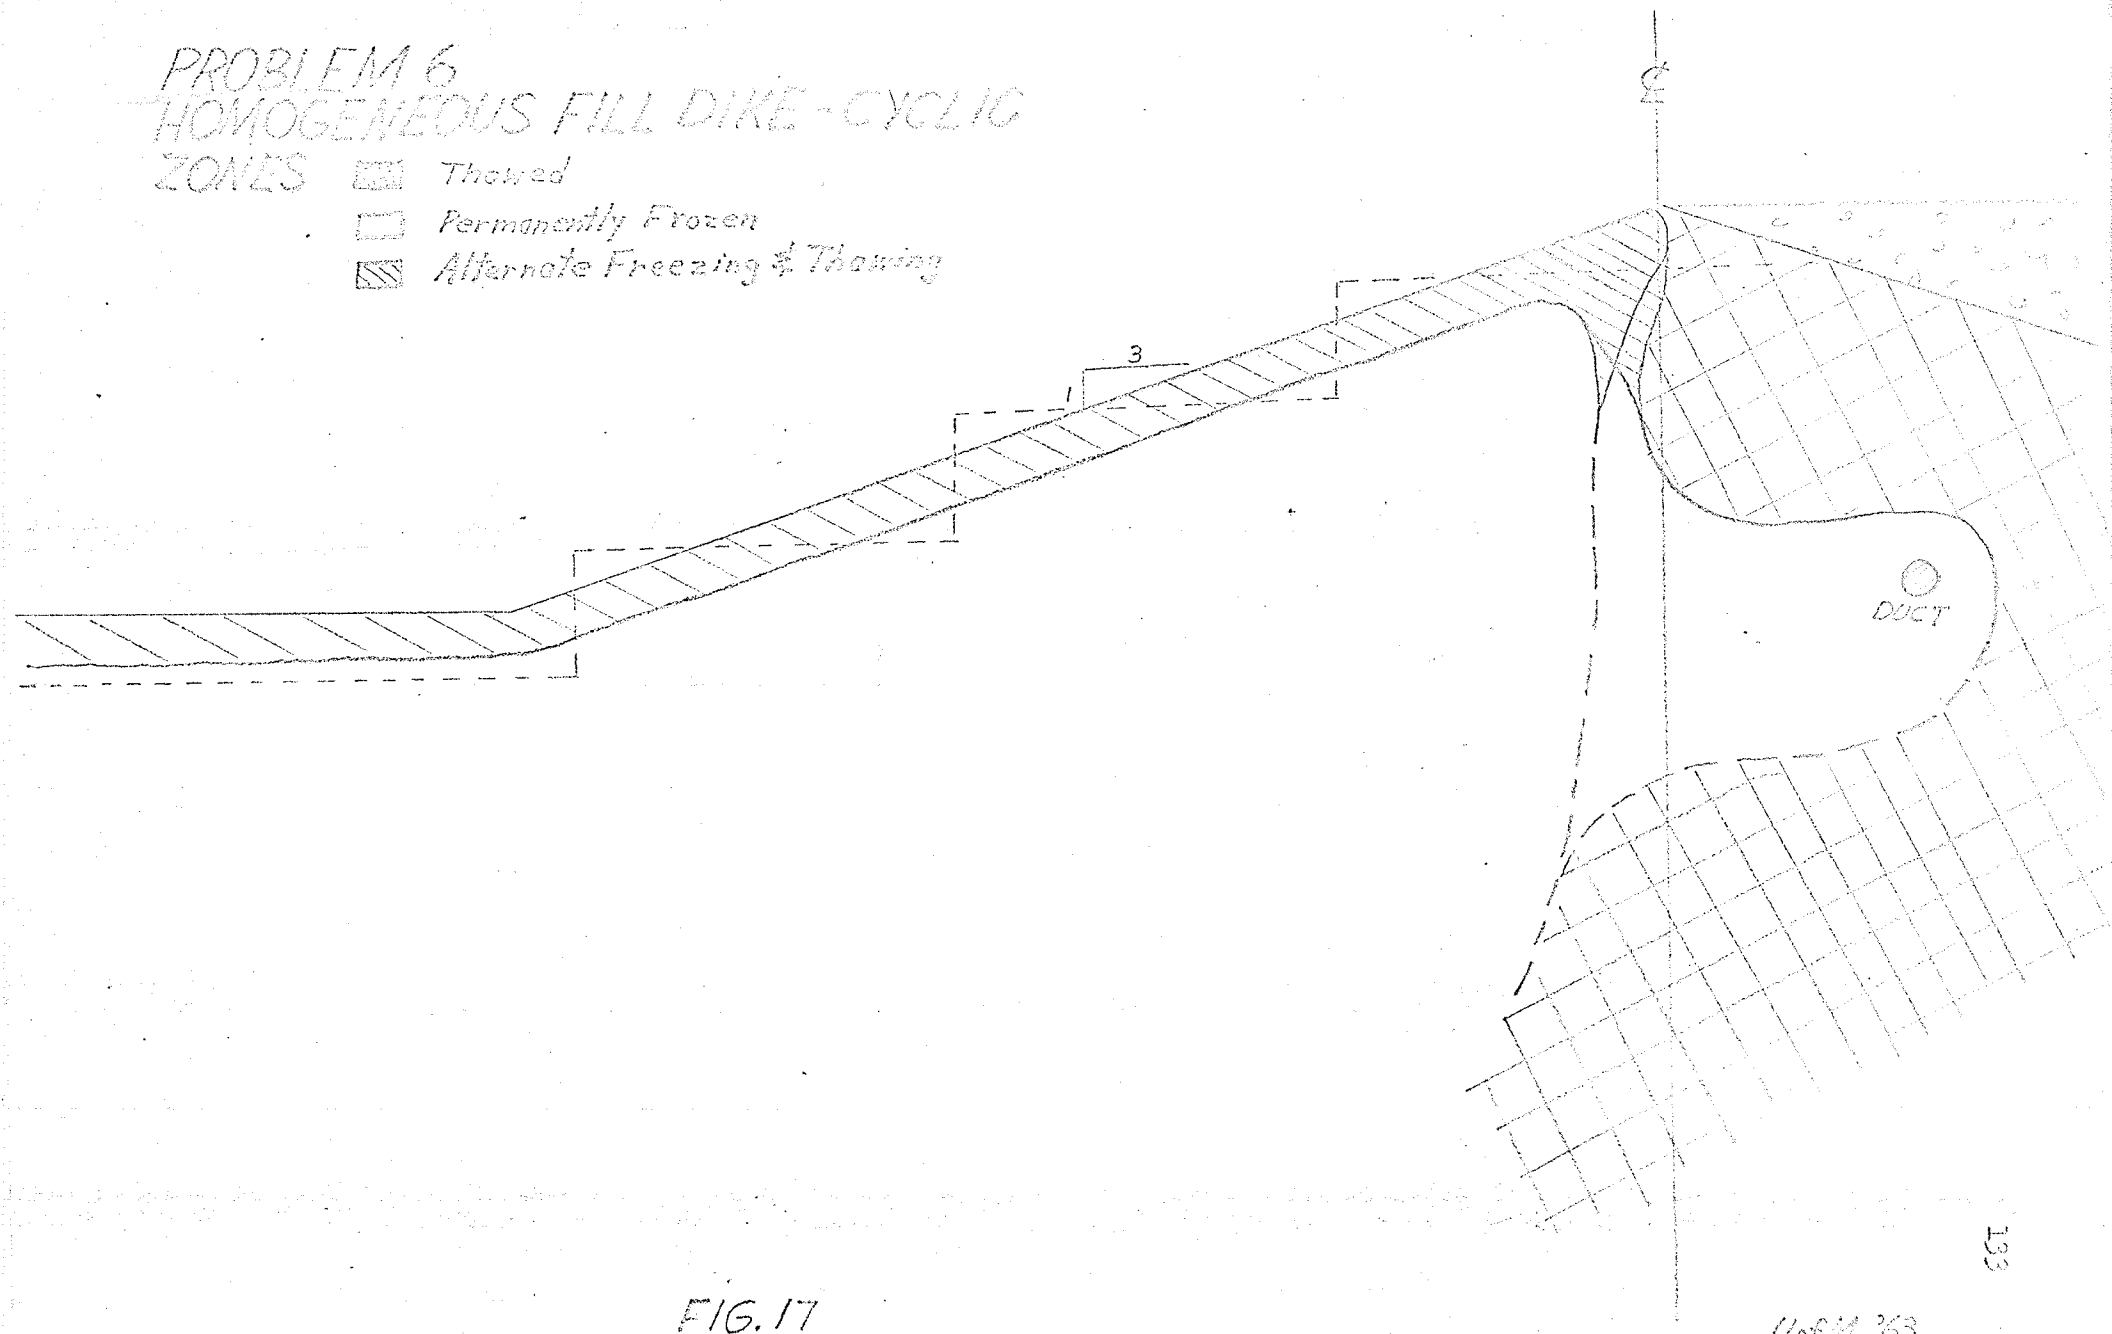 PROBLEM 6
HOMOGENEOUS FILL DIKE - CYCLIC
ZONES Thawed
Permanently Frozen
Alternate Freezing & Thawing
℄
3
1
DUCT
133
FIG. 17